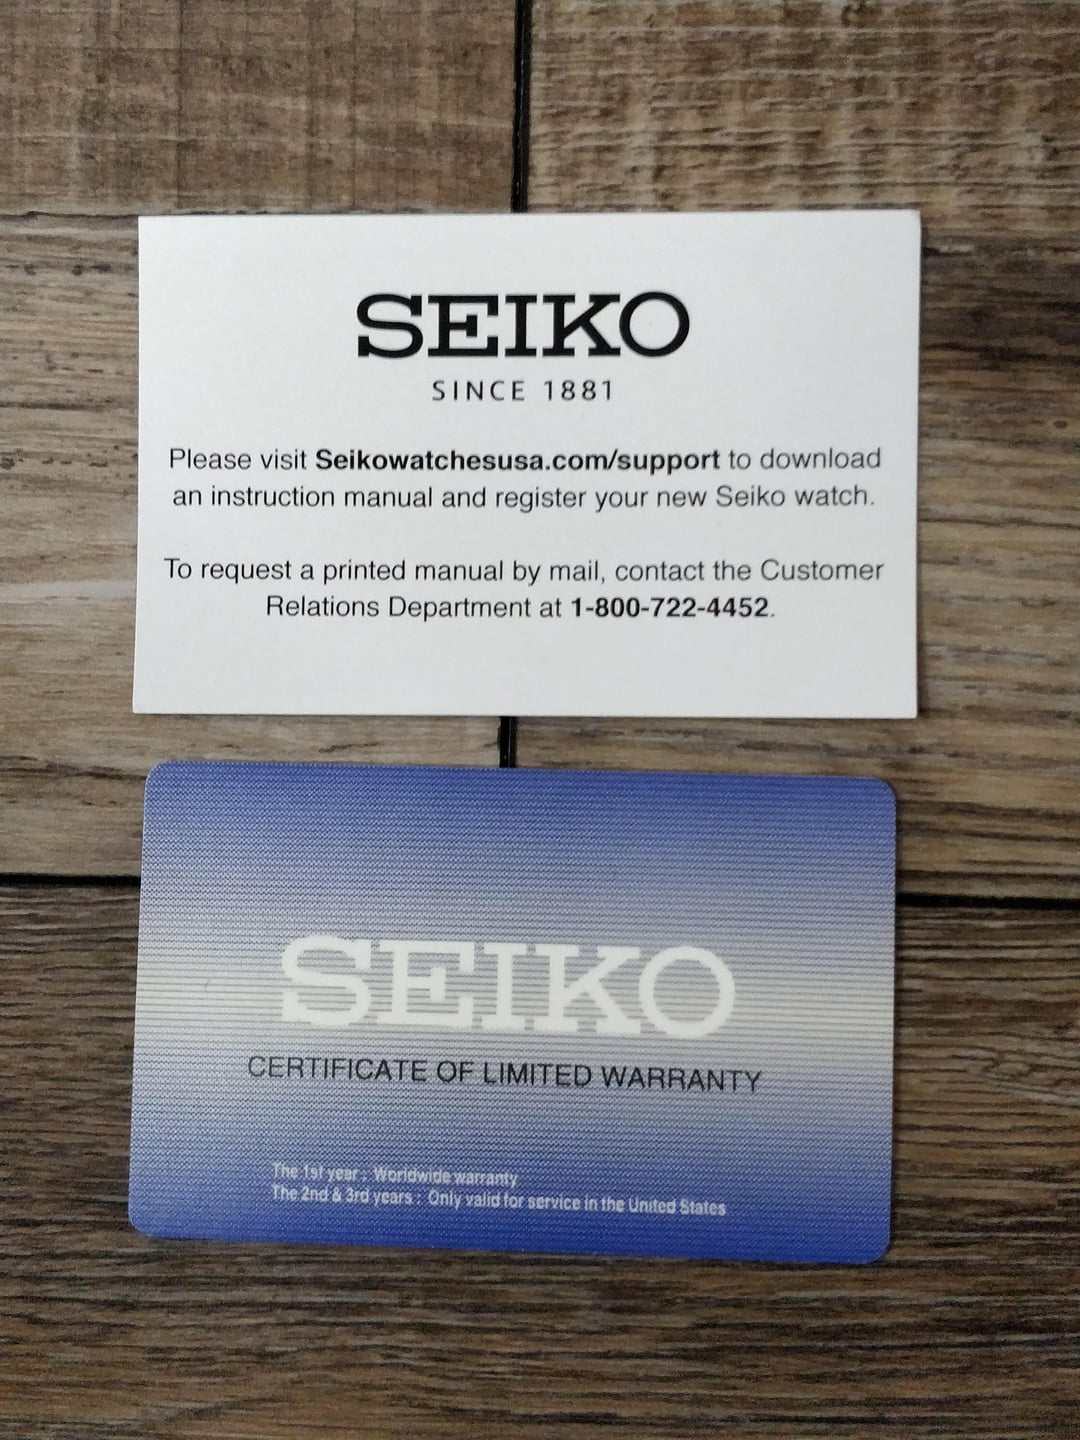 SEIKO
SINCE 1881
Please visit Seikowatchesusa.com/support to download
an instruction manual and register your new Seiko watch.
To request a printed manual by mail, contact the Customer
Relations Department at 1-800-722-4452.
SEIKO
CERTIFICATE OF LIMITED WARRANTY
The 1st year : Worldwide warranty
The 2nd & 3rd years : Only valid for service in the United States